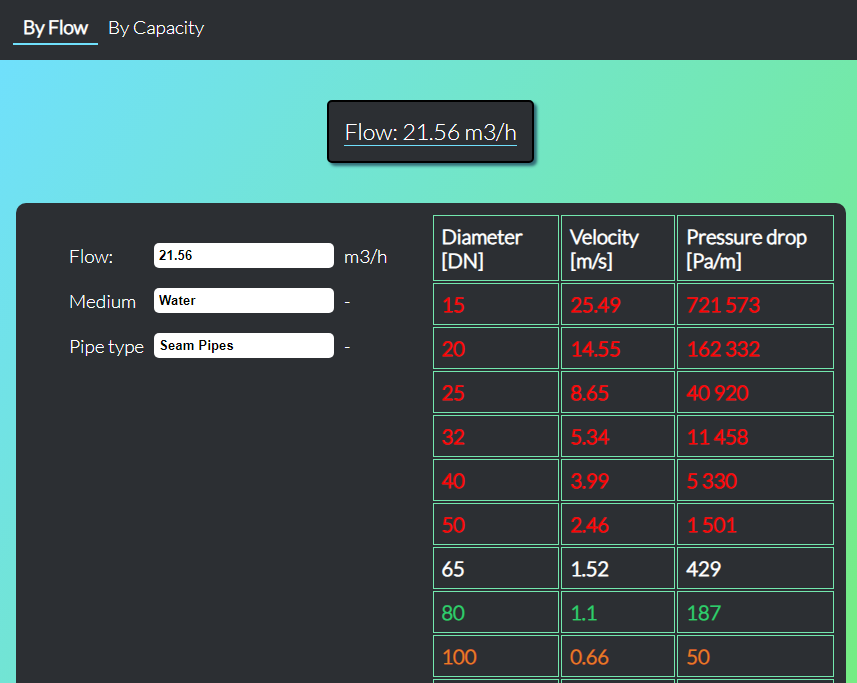 By Flow By Capacity
Flow: 21.56 m3/h
Flow: 21.56 m3/h
Medium Water -
Pipe type Seam Pipes -
Diameter [DN] Velocity [m/s] Pressure drop [Pa/m]
15 25.49 721 573
20 14.55 162 332
25 8.65 40 920
32 5.34 11 458
40 3.99 5 330
50 2.46 1 501
65 1.52 429
80 1.1 187
100 0.66 50